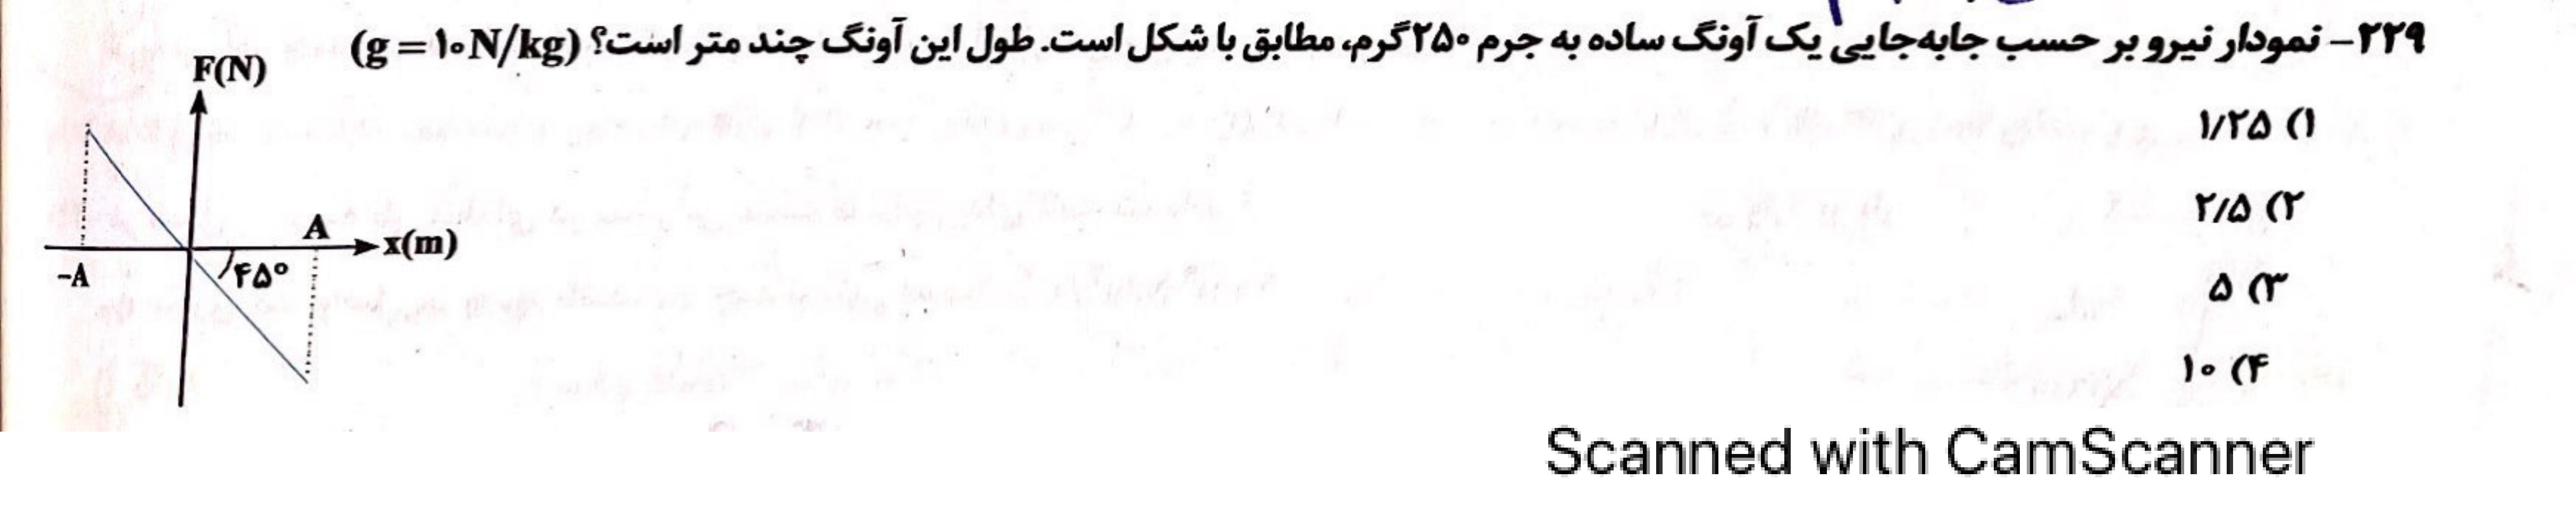 ۲۲۹- نمودار نیرو بر حسب جابه‌جایی یک آونگ ساده به جرم ۲۵۰گرم، مطابق با شکل است. طول این آونگ چند متر است؟ (g = ۱۰ N/kg)
۱) ۱/۲۵
۲) ۲/۵
۳) ۵
۴) ۱۰
F(N)
A
x(m)
-A
۴۵°
Scanned with CamScanner